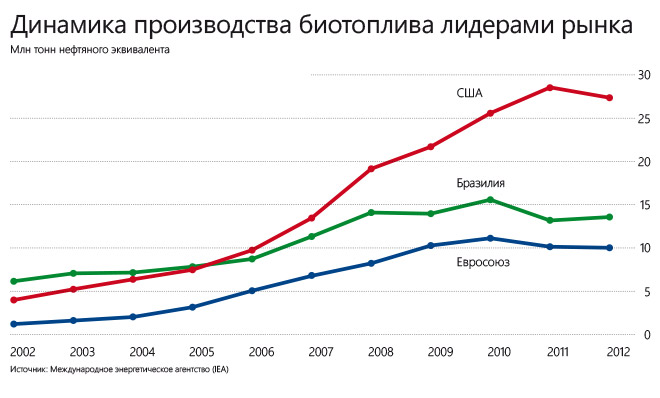 Динамика производства биотоплива лидерами рынка
Млн тонн нефтяного эквивалента
30
США
25
20
Бразилия
15
10
Евросоюз
5
0
2002 2003 2004 2005 2006 2007 2008 2009 2010 2011 2012
Источник: Международное энергетическое агентство (IEA)